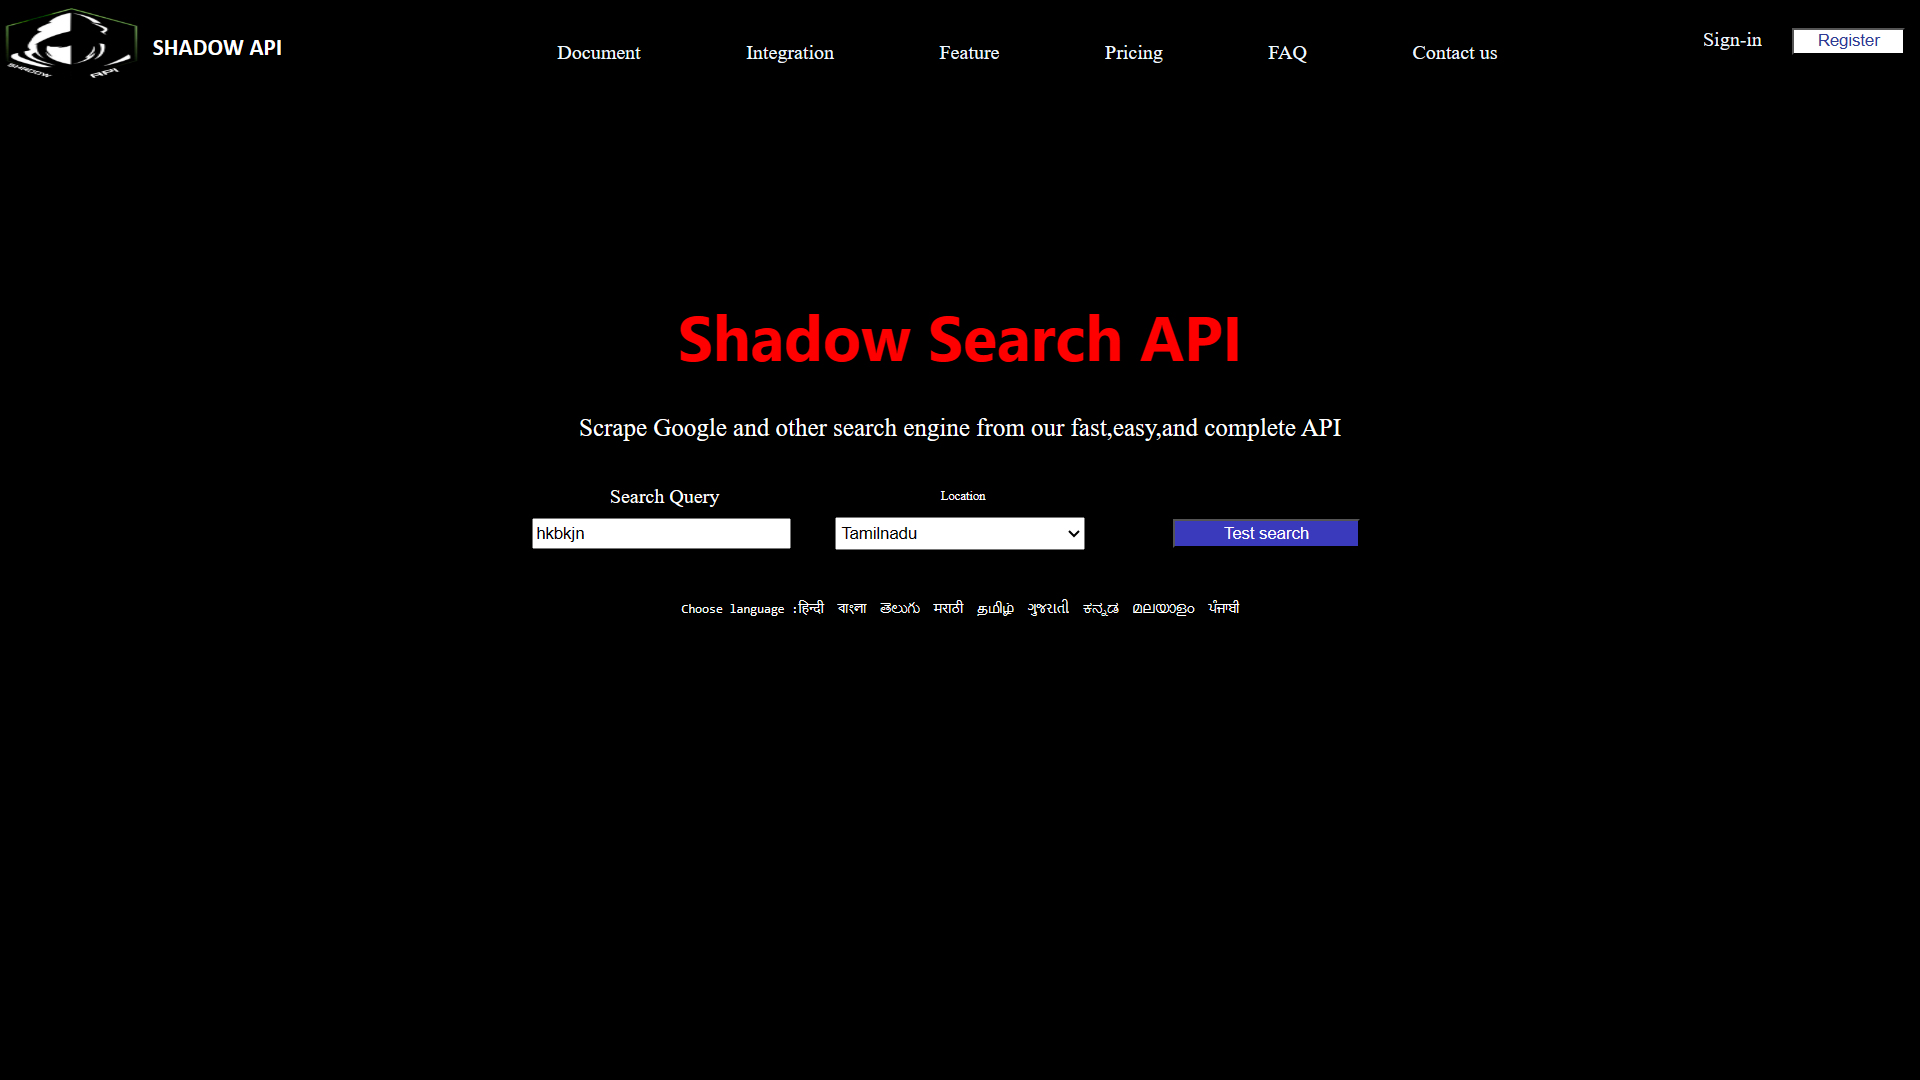 SHADOW API
SHADOW API
Document Integration Feature Pricing FAQ Contact us
Sign-in Register
Shadow Search API
Scrape Google and other search engine from our fast,easy,and complete API
Search Query Location
hkbkjn Tamilnadu Test search
Choose language :हिन्दी বাংলা తెలుగు मराठी தமிழ் ગુજરાતી ಕನ್ನಡ മലയാളം ਪੰਜਾਬੀ